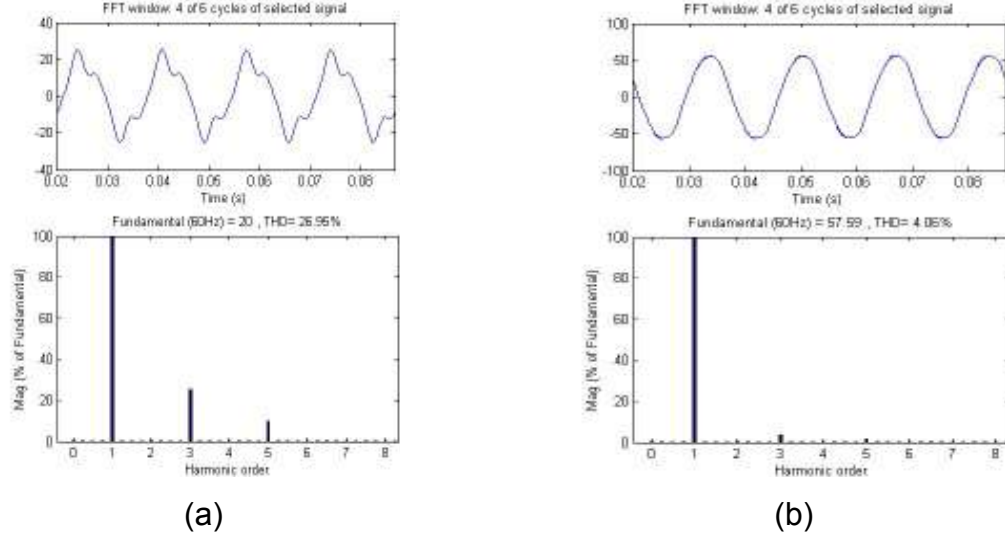 FFT window: 4 of 6 cycles of selected signal
40
20
0
-20
-40
0.02 0.03 0.04 0.05 0.06 0.07 0.08
Time (s)
Fundamental (60Hz) = 20 , THD= 26.95%
100
80
60
40
20
0
Mag (% of Fundamental)
0 1 2 3 4 5 6 7 8
Harmonic order
(a)
FFT window: 4 of 6 cycles of selected signal
100
50
0
-50
-100
0.02 0.03 0.04 0.05 0.06 0.07 0.08
Time (s)
Fundamental (60Hz) = 57.59 , THD= 4.06%
100
80
60
40
20
0
Mag (% of Fundamental)
0 1 2 3 4 5 6 7 8
Harmonic order
(b)